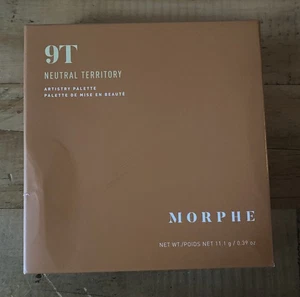 9T
NEUTRAL TERRITORY
ARTISTRY PALETTE
PALETTE DE MISE EN BEAUTÉ
MORPHE
NET WT./POIDS NET 11.1 g / 0.39 oz